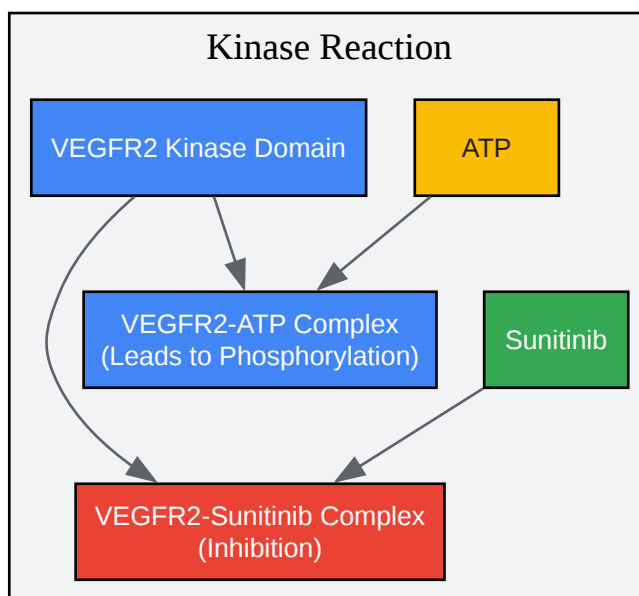 Kinase Reaction
VEGFR2 Kinase Domain
ATP
VEGFR2-ATP Complex
(Leads to Phosphorylation)
Sunitinib
VEGFR2-Sunitinib Complex
(Inhibition)